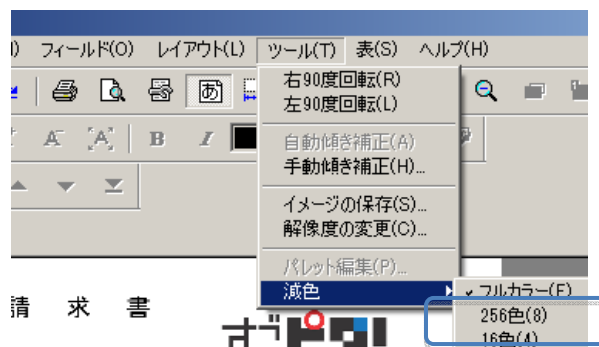 フィールド(O) レイアウト(L) ツール(T) 表(S) ヘルプ(H)
右90度回転(R)
左90度回転(L)
あ
A A B I
自動傾き補正(A)
手動傾き補正(H)...
イメージの保存(S)...
解像度の変更(C)...
パレット編集(P)...
減色
フルカラー(F)
256色(8)
16色(4)
請求書